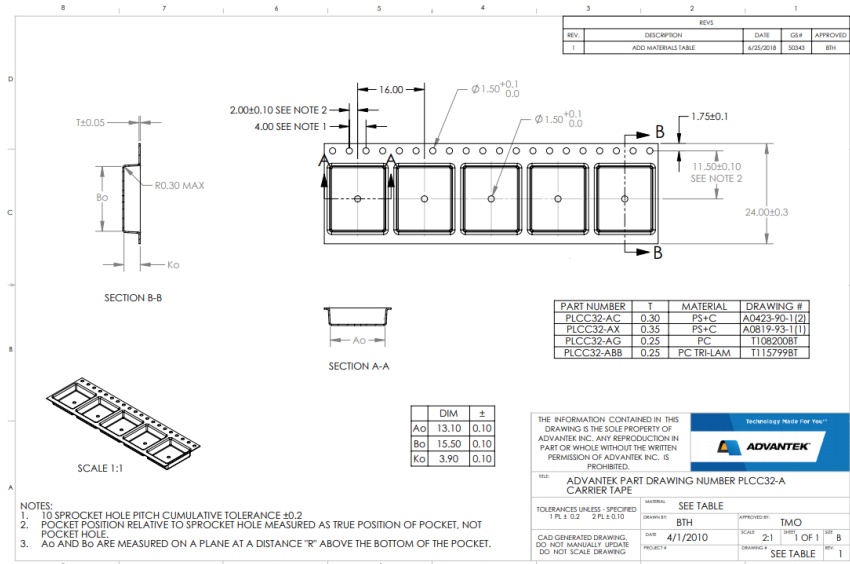 8 7 6 5 4 3 2 1
REVS
REV. DESCRIPTION DATE GS# APPROVED
1 ADD MATERIALS TABLE 6/25/2018 50343 BTH
D
C
B
A
16.00
Ø1.50 +0.1 0.0
2.00±0.10 SEE NOTE 2
4.00 SEE NOTE 1
Ø1.50 +0.1 0.0
1.75±0.1
B
T±0.05
A A
11.50±0.10
SEE NOTE 2
R0.30 MAX
Bo
24.00±0.3
Ko
B
SECTION B-B
Ao
SECTION A-A
PART NUMBER T MATERIAL DRAWING #
PLCC32-AC 0.30 PS+C A0423-90-1(2)
PLCC32-AX 0.35 PS+C A0819-93-1(1)
PLCC32-AG 0.25 PC T108200BT
PLCC32-ABB 0.25 PC TRI-LAM T115799BT
SCALE 1:1
DIM ±
Ao 13.10 0.10
Bo 15.50 0.10
Ko 3.90 0.10
THE INFORMATION CONTAINED IN THIS
DRAWING IS THE SOLE PROPERTY OF
ADVANTEK INC. ANY REPRODUCTION IN
PART OR WHOLE WITHOUT THE WRITTEN
PERMISSION OF ADVANTEK INC. IS
PROHIBITED.
Technology Made For You™
ADVANTEK
TITLE:
ADVANTEK PART DRAWING NUMBER PLCC32-A
CARRIER TAPE
TOLERANCES UNLESS - SPECIFIED
1 PL ± 0.2 2 PL ± 0.10
MATERIAL SEE TABLE
DRAWN BY: BTH APPROVED BY: TMO
CAD GENERATED DRAWING,
DO NOT MANUALLY UPDATE
DO NOT SCALE DRAWING
DATE 4/1/2010 SCALE 2:1 SHEET 1 OF 1 SIZE B
PROJECT # DRAWING # SEE TABLE REV. 1
NOTES:
1. 10 SPROCKET HOLE PITCH CUMULATIVE TOLERANCE ±0.2
2. POCKET POSITION RELATIVE TO SPROCKET HOLE MEASURED AS TRUE POSITION OF POCKET, NOT
POCKET HOLE.
3. Ao AND Bo ARE MEASURED ON A PLANE AT A DISTANCE "R" ABOVE THE BOTTOM OF THE POCKET.